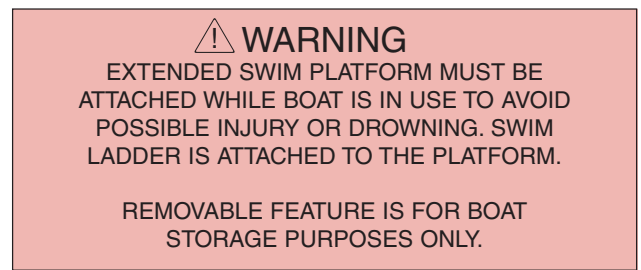 ⚠ WARNING
EXTENDED SWIM PLATFORM MUST BE
ATTACHED WHILE BOAT IS IN USE TO AVOID
POSSIBLE INJURY OR DROWNING. SWIM
LADDER IS ATTACHED TO THE PLATFORM.
REMOVABLE FEATURE IS FOR BOAT
STORAGE PURPOSES ONLY.